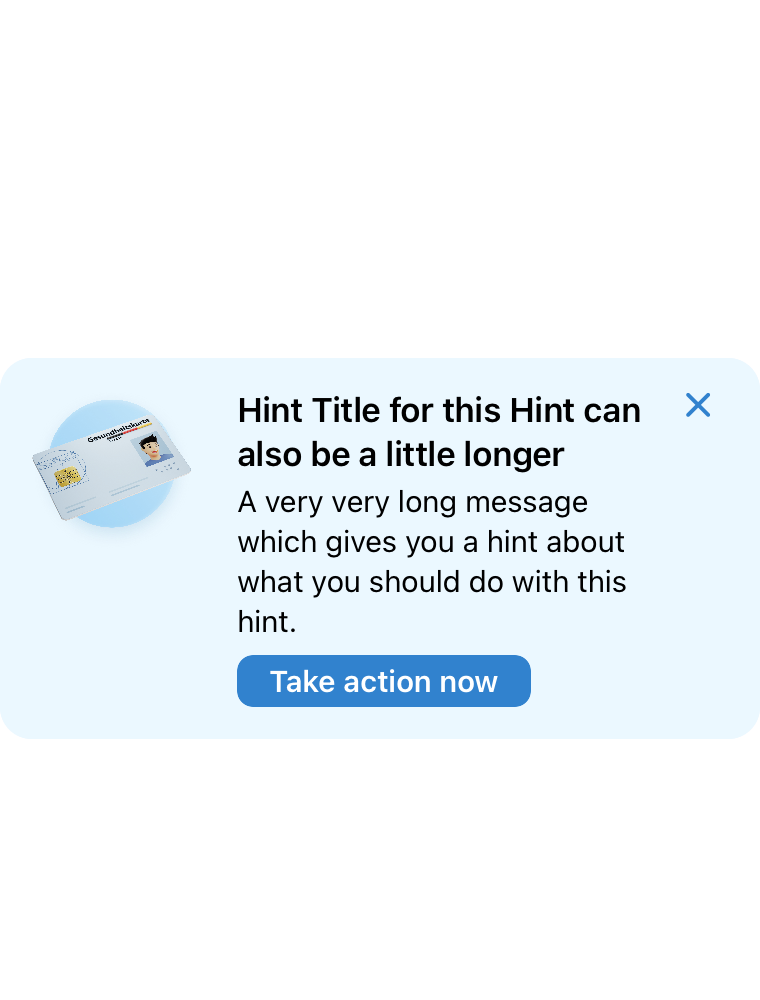 Hint Title for this Hint can
also be a little longer
A very very long message
which gives you a hint about
what you should do with this
hint.
Take action now
Gesundheitskarte